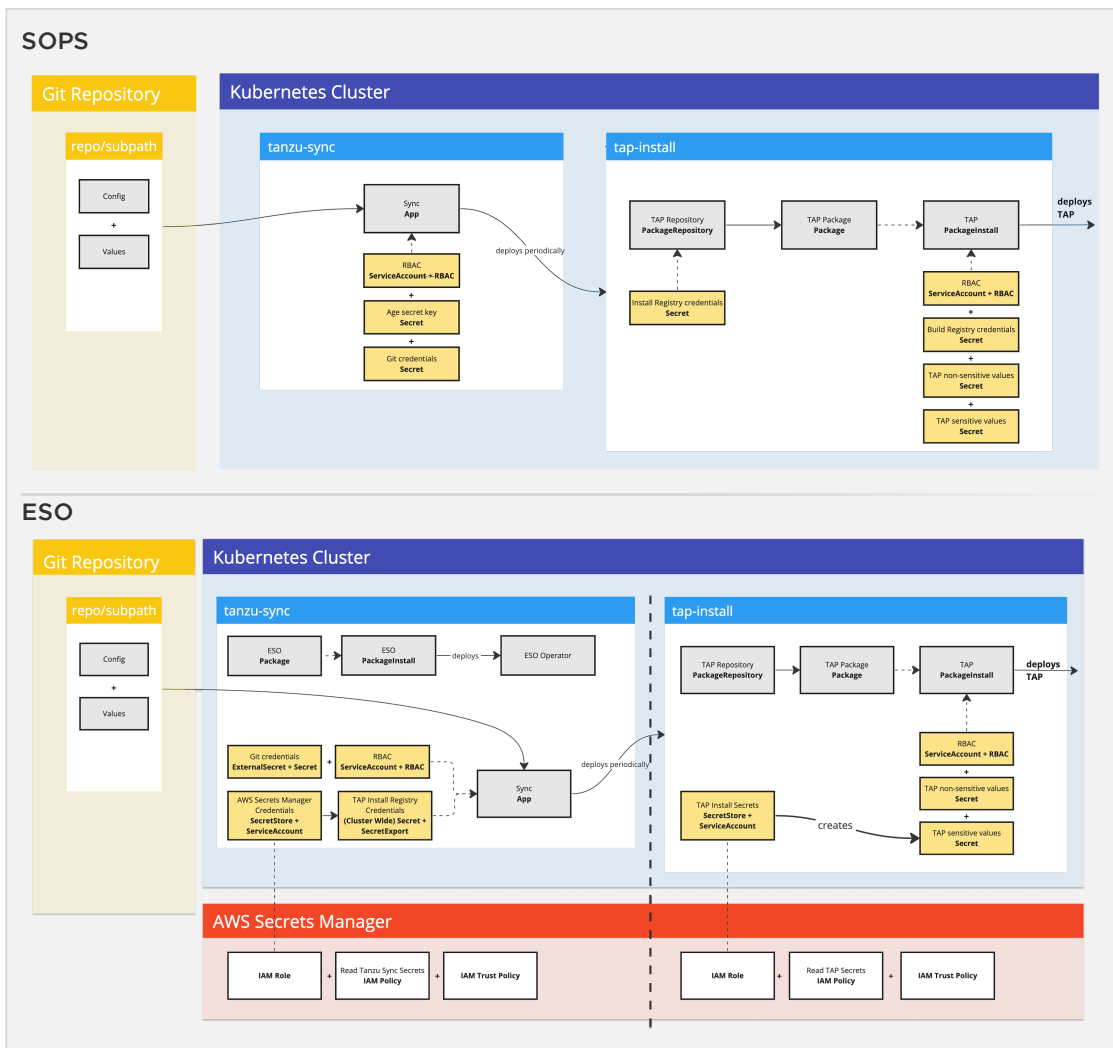 SOPS
Git Repository
repo/subpath
Config
+
Values
Kubernetes Cluster
tanzu-sync
Sync
App
RBAC
ServiceAccount + RBAC
+
Age secret key
Secret
+
Git credentials
Secret
deploys periodically
tap-install
TAP Repository
PackageRepository
TAP Package
Package
TAP
PackageInstall
deploys
TAP
Install Registry credentials
Secret
RBAC
ServiceAccount + RBAC
+
Build Registry credentials
Secret
+
TAP non-sensitive values
Secret
+
TAP sensitive values
Secret
ESO
Git Repository
repo/subpath
Config
+
Values
Kubernetes Cluster
tanzu-sync
ESO
Package
ESO
PackageInstall
deploys
ESO Operator
Git credentials
ExternalSecret + Secret
+
RBAC
ServiceAccount + RBAC
AWS Secrets Manager
Credentials
SecretStore +
ServiceAccount
TAP Install Registry
Credentials
(Cluster Wide) Secret +
SecretExport
Sync
App
deploys periodically
tap-install
TAP Repository
PackageRepository
TAP Package
Package
TAP
PackageInstall
deploys
TAP
RBAC
ServiceAccount + RBAC
+
TAP non-sensitive values
Secret
+
TAP sensitive values
Secret
TAP Install Secrets
SecretStore +
ServiceAccount
creates
AWS Secrets Manager
IAM Role
+
Read Tanzu Sync Secrets
IAM Policy
+
IAM Trust Policy
IAM Role
+
Read TAP Secrets
IAM Policy
+
IAM Trust Policy